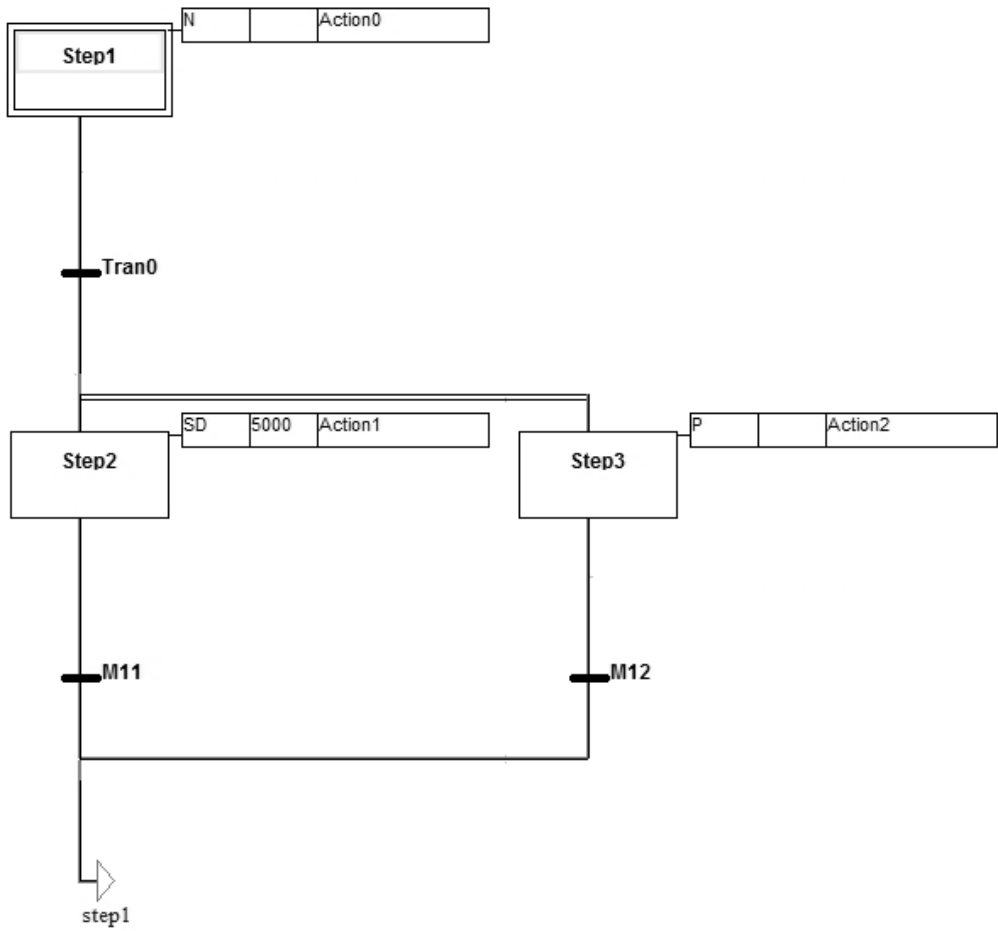 N Action0
Step1
Tran0
SD 5000 Action1
P Action2
Step2
Step3
M11
M12
step1